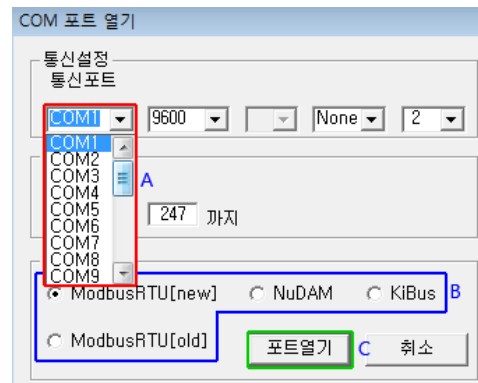 COM 포트 열기
통신설정
통신포트
COM1 9600 None 2
COM1
COM2
COM3
COM4
COM5
COM6
COM7
COM8
COM9
A
247 까지
ModbusRTU[new] NuDAM KiBus B
ModbusRTU[old]
포트열기 C 취소